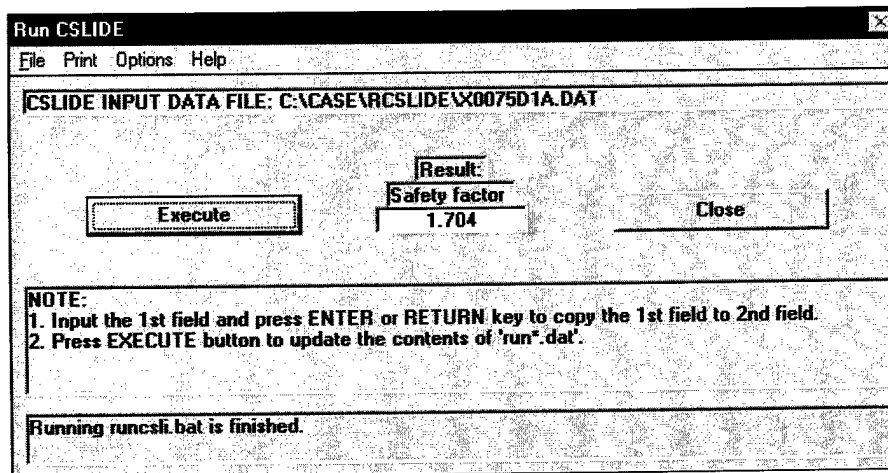 Run CSLIDE
File Print Options Help
CSLIDE INPUT DATA FILE: C:\CASE\RCSLIDE\X0075D1A.DAT
Result:
Safety factor
Execute
1.704
Close
NOTE:
1. Input the 1st field and press ENTER or RETURN key to copy the 1st field to 2nd field.
2. Press EXECUTE button to update the contents of 'run*.dat'.
Running runcsli.bat is finished.